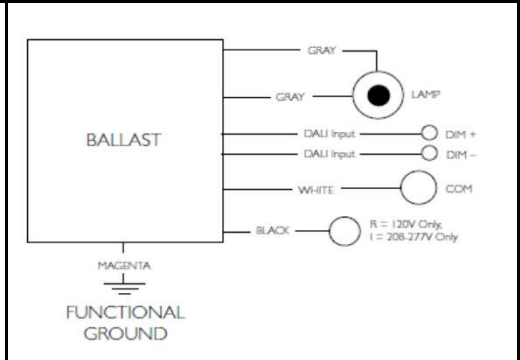 GRAY
GRAY
LAMP
BALLAST
DALI Input
DIM +
DALI Input
DIM –
WHITE
COM
BLACK
R = 120V Only,
I = 208-277V Only
MAGENTA
FUNCTIONAL
GROUND